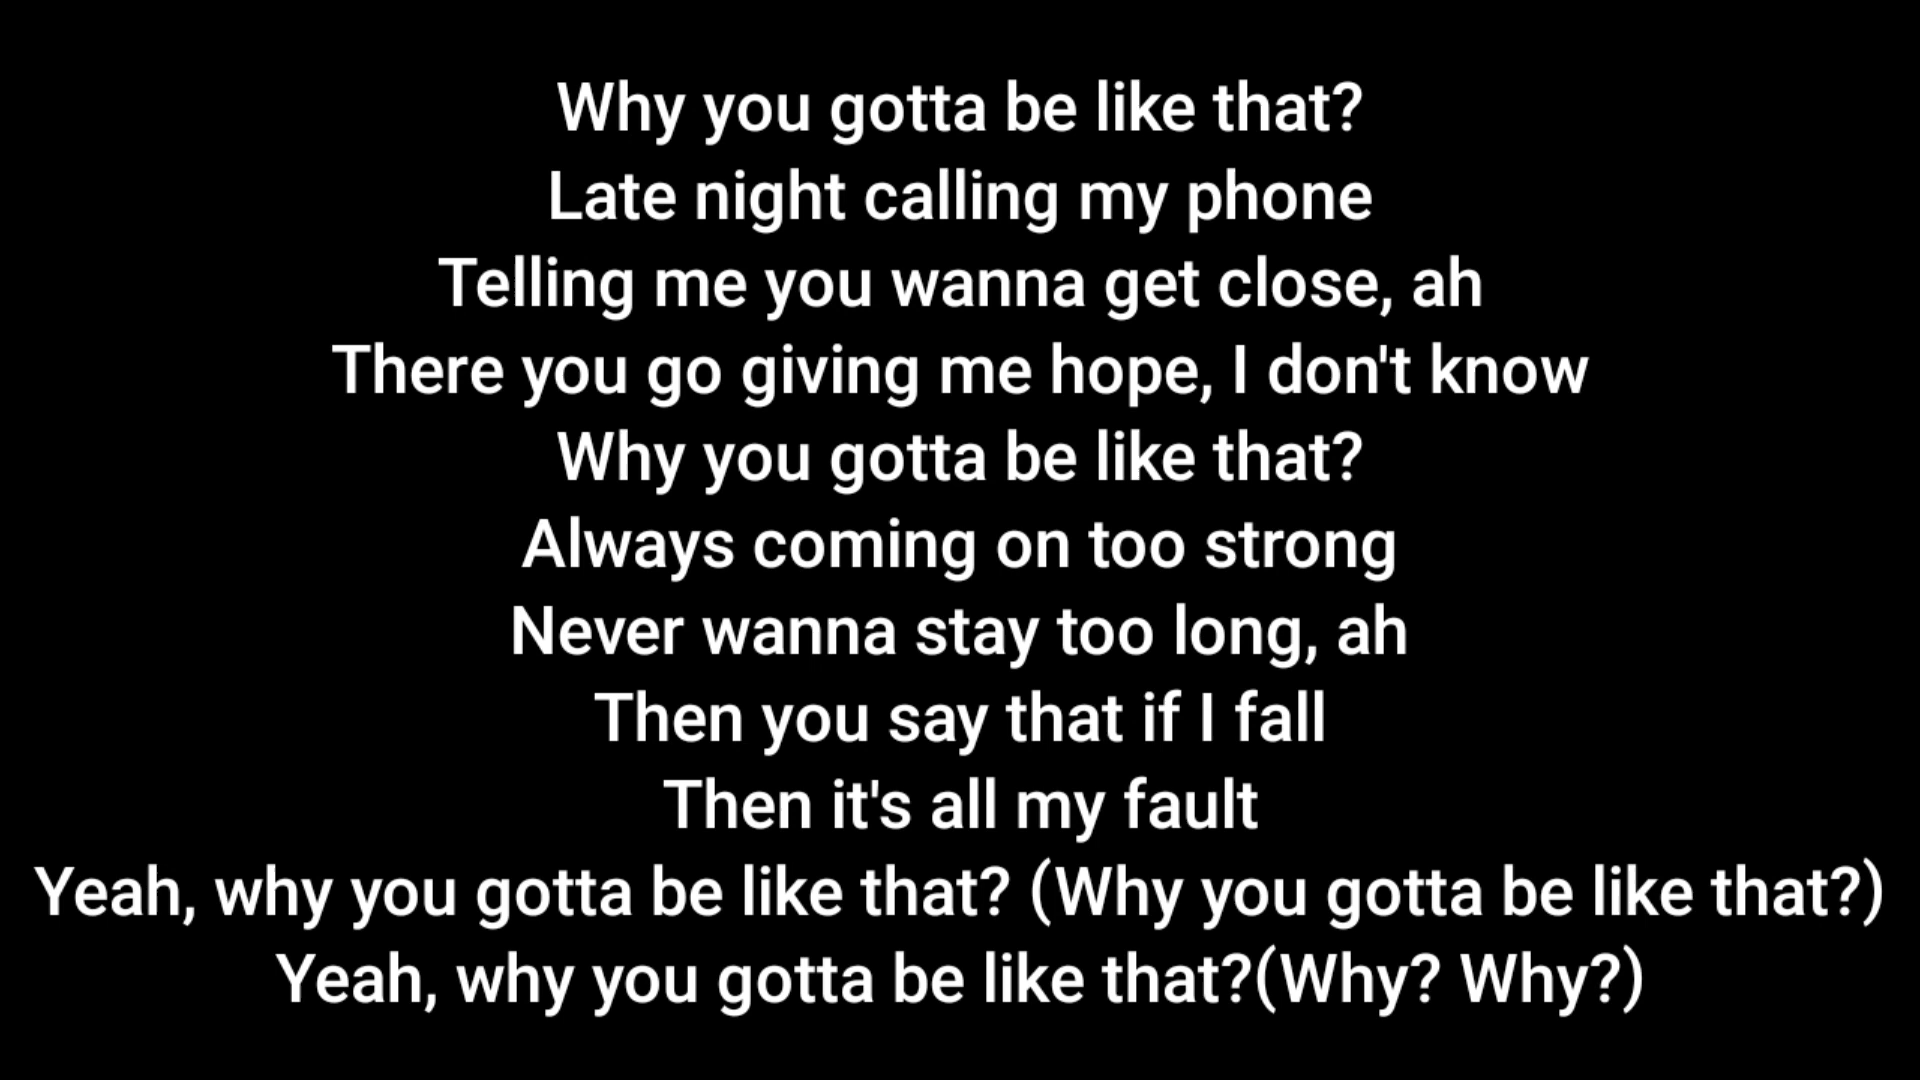 Why you gotta be like that?
Late night calling my phone
Telling me you wanna get close, ah
There you go giving me hope, I don't know
Why you gotta be like that?
Always coming on too strong
Never wanna stay too long, ah
Then you say that if I fall
Then it's all my fault
Yeah, why you gotta be like that? (Why you gotta be like that?)
Yeah, why you gotta be like that?(Why? Why?)